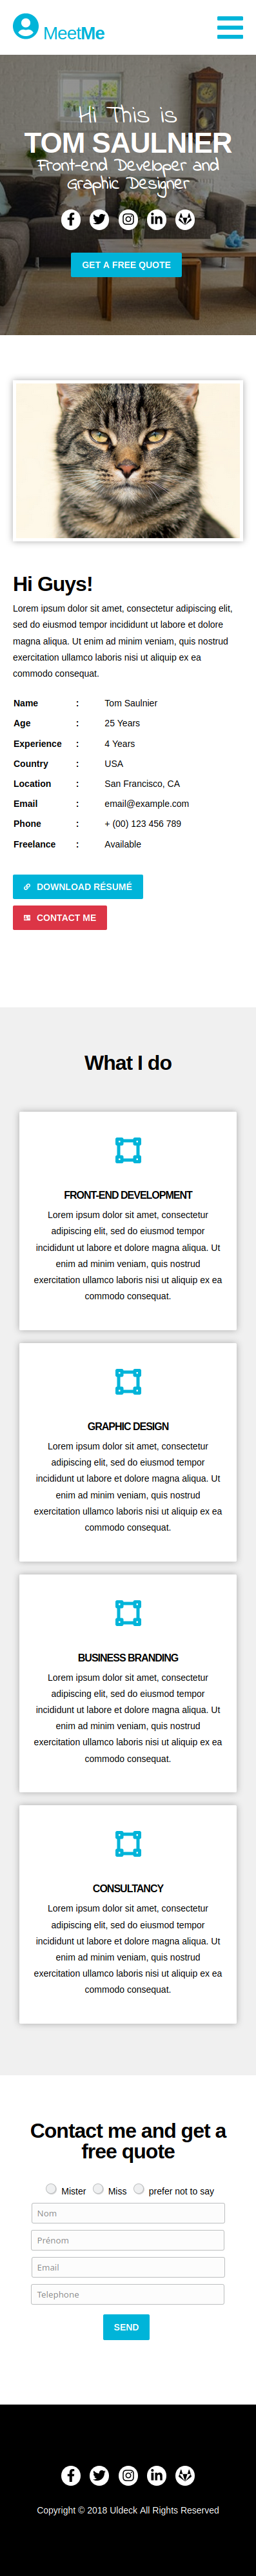 MeetMe
Hi This is
TOM SAULNIER
Front-end Developer and
Graphic Designer
GET A FREE QUOTE
Hi Guys!
Lorem ipsum dolor sit amet, consectetur adipiscing elit,
sed do eiusmod tempor incididunt ut labore et dolore
magna aliqua. Ut enim ad minim veniam, quis nostrud
exercitation ullamco laboris nisi ut aliquip ex ea
commodo consequat.
Name : Tom Saulnier
Age : 25 Years
Experience : 4 Years
Country : USA
Location : San Francisco, CA
Email : email@example.com
Phone : + (00) 123 456 789
Freelance : Available
DOWNLOAD RÉSUMÉ
CONTACT ME
What I do
FRONT-END DEVELOPMENT
Lorem ipsum dolor sit amet, consectetur
adipiscing elit, sed do eiusmod tempor
incididunt ut labore et dolore magna aliqua. Ut
enim ad minim veniam, quis nostrud
exercitation ullamco laboris nisi ut aliquip ex ea
commodo consequat.
GRAPHIC DESIGN
Lorem ipsum dolor sit amet, consectetur
adipiscing elit, sed do eiusmod tempor
incididunt ut labore et dolore magna aliqua. Ut
enim ad minim veniam, quis nostrud
exercitation ullamco laboris nisi ut aliquip ex ea
commodo consequat.
BUSINESS BRANDING
Lorem ipsum dolor sit amet, consectetur
adipiscing elit, sed do eiusmod tempor
incididunt ut labore et dolore magna aliqua. Ut
enim ad minim veniam, quis nostrud
exercitation ullamco laboris nisi ut aliquip ex ea
commodo consequat.
CONSULTANCY
Lorem ipsum dolor sit amet, consectetur
adipiscing elit, sed do eiusmod tempor
incididunt ut labore et dolore magna aliqua. Ut
enim ad minim veniam, quis nostrud
exercitation ullamco laboris nisi ut aliquip ex ea
commodo consequat.
Contact me and get a
free quote
Mister Miss prefer not to say
Nom
Prénom
Email
Telephone
SEND
Copyright © 2018 Uldeck All Rights Reserved